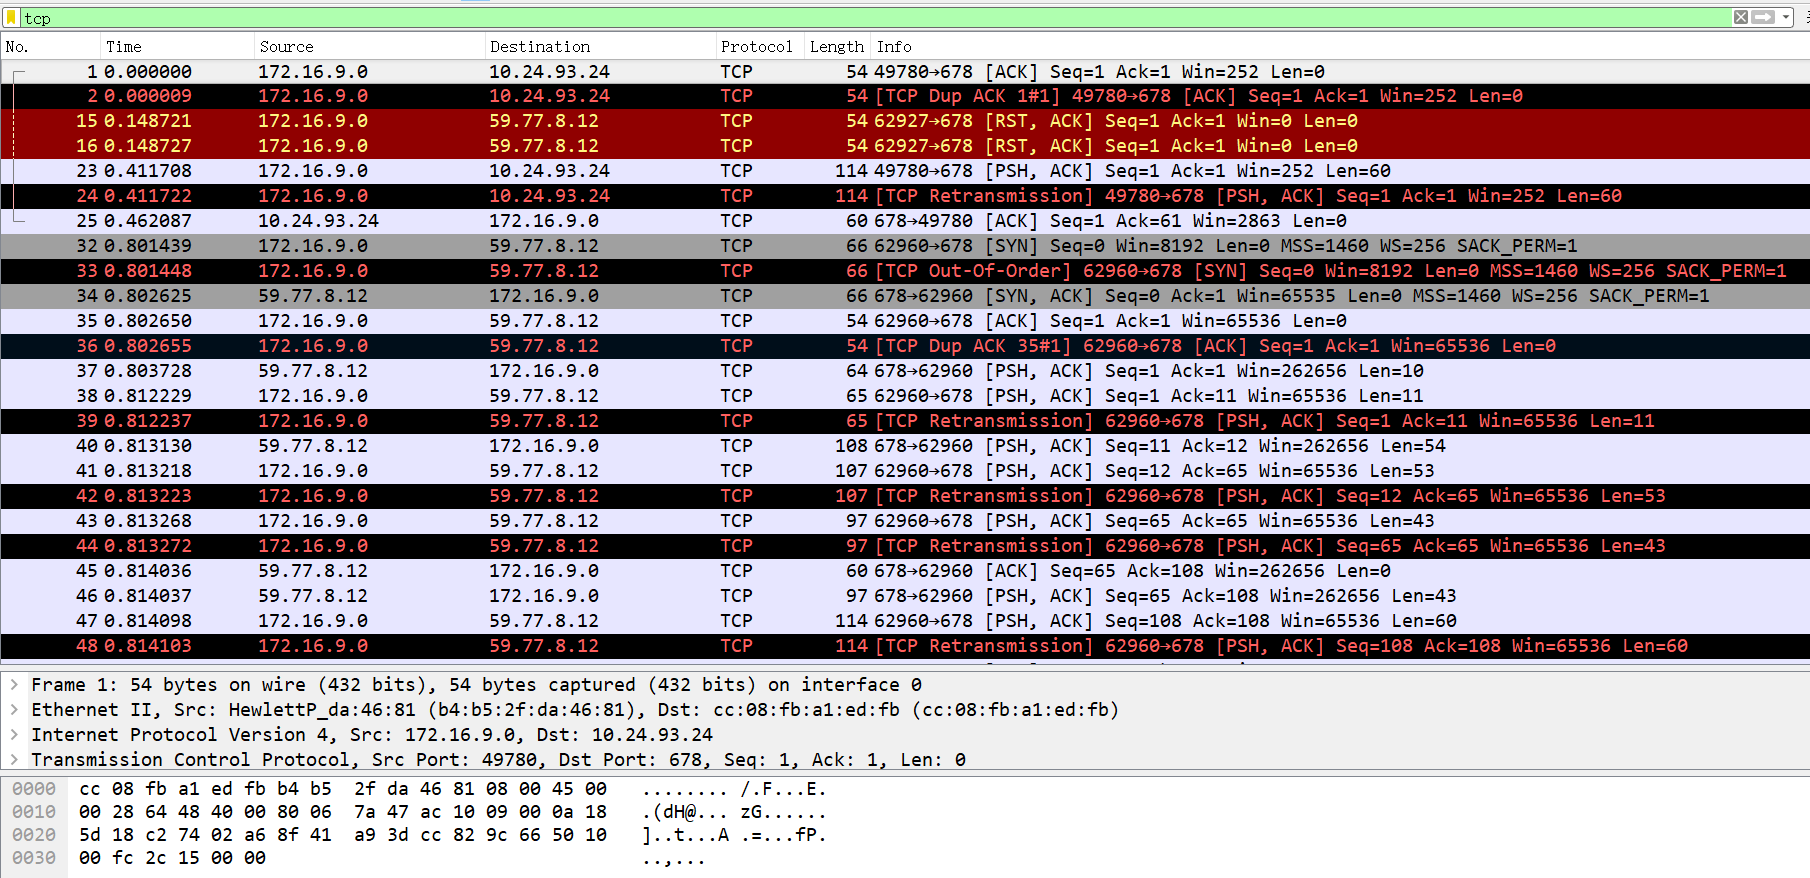 tcp
No. Time Source Destination Protocol Length Info
1 0.000000 172.16.9.0 10.24.93.24 TCP 54 49780→678 [ACK] Seq=1 Ack=1 Win=252 Len=0
2 0.000009 172.16.9.0 10.24.93.24 TCP 54 [TCP Dup ACK 1#1] 49780→678 [ACK] Seq=1 Ack=1 Win=252 Len=0
15 0.148721 172.16.9.0 59.77.8.12 TCP 54 62927→678 [RST, ACK] Seq=1 Ack=1 Win=0 Len=0
16 0.148727 172.16.9.0 59.77.8.12 TCP 54 62927→678 [RST, ACK] Seq=1 Ack=1 Win=0 Len=0
23 0.411708 172.16.9.0 10.24.93.24 TCP 114 49780→678 [PSH, ACK] Seq=1 Ack=1 Win=252 Len=60
24 0.411722 172.16.9.0 10.24.93.24 TCP 114 [TCP Retransmission] 49780→678 [PSH, ACK] Seq=1 Ack=1 Win=252 Len=60
25 0.462087 10.24.93.24 172.16.9.0 TCP 60 678→49780 [ACK] Seq=1 Ack=61 Win=2863 Len=0
32 0.801439 172.16.9.0 59.77.8.12 TCP 66 62960→678 [SYN] Seq=0 Win=8192 Len=0 MSS=1460 WS=256 SACK_PERM=1
33 0.801448 172.16.9.0 59.77.8.12 TCP 66 [TCP Out-Of-Order] 62960→678 [SYN] Seq=0 Win=8192 Len=0 MSS=1460 WS=256 SACK_PERM=1
34 0.802625 59.77.8.12 172.16.9.0 TCP 66 678→62960 [SYN, ACK] Seq=0 Ack=1 Win=65535 Len=0 MSS=1460 WS=256 SACK_PERM=1
35 0.802650 172.16.9.0 59.77.8.12 TCP 54 62960→678 [ACK] Seq=1 Ack=1 Win=65536 Len=0
36 0.802655 172.16.9.0 59.77.8.12 TCP 54 [TCP Dup ACK 35#1] 62960→678 [ACK] Seq=1 Ack=1 Win=65536 Len=0
37 0.803728 59.77.8.12 172.16.9.0 TCP 64 678→62960 [PSH, ACK] Seq=1 Ack=1 Win=262656 Len=10
38 0.812229 172.16.9.0 59.77.8.12 TCP 65 62960→678 [PSH, ACK] Seq=1 Ack=11 Win=65536 Len=11
39 0.812237 172.16.9.0 59.77.8.12 TCP 65 [TCP Retransmission] 62960→678 [PSH, ACK] Seq=1 Ack=11 Win=65536 Len=11
40 0.813130 59.77.8.12 172.16.9.0 TCP 108 678→62960 [PSH, ACK] Seq=11 Ack=12 Win=262656 Len=54
41 0.813218 172.16.9.0 59.77.8.12 TCP 107 62960→678 [PSH, ACK] Seq=12 Ack=65 Win=65536 Len=53
42 0.813223 172.16.9.0 59.77.8.12 TCP 107 [TCP Retransmission] 62960→678 [PSH, ACK] Seq=12 Ack=65 Win=65536 Len=53
43 0.813268 172.16.9.0 59.77.8.12 TCP 97 62960→678 [PSH, ACK] Seq=65 Ack=65 Win=65536 Len=43
44 0.813272 172.16.9.0 59.77.8.12 TCP 97 [TCP Retransmission] 62960→678 [PSH, ACK] Seq=65 Ack=65 Win=65536 Len=43
45 0.814036 59.77.8.12 172.16.9.0 TCP 60 678→62960 [ACK] Seq=65 Ack=108 Win=262656 Len=0
46 0.814037 59.77.8.12 172.16.9.0 TCP 97 678→62960 [PSH, ACK] Seq=65 Ack=108 Win=262656 Len=43
47 0.814098 172.16.9.0 59.77.8.12 TCP 114 62960→678 [PSH, ACK] Seq=108 Ack=108 Win=65536 Len=60
48 0.814103 172.16.9.0 59.77.8.12 TCP 114 [TCP Retransmission] 62960→678 [PSH, ACK] Seq=108 Ack=108 Win=65536 Len=60
Frame 1: 54 bytes on wire (432 bits), 54 bytes captured (432 bits) on interface 0
Ethernet II, Src: HewlettP_da:46:81 (b4:b5:2f:da:46:81), Dst: cc:08:fb:a1:ed:fb (cc:08:fb:a1:ed:fb)
Internet Protocol Version 4, Src: 172.16.9.0, Dst: 10.24.93.24
Transmission Control Protocol, Src Port: 49780, Dst Port: 678, Seq: 1, Ack: 1, Len: 0
0000 cc 08 fb a1 ed fb b4 b5 2f da 46 81 08 00 45 00 ........ /.F...E.
0010 00 28 64 48 40 00 80 06 7a 47 ac 10 09 00 0a 18 .(dH@... zG......
0020 5d 18 c2 74 02 a6 8f 41 a9 3d cc 82 9c 66 50 10 ]..t...A .=...fP.
0030 00 fc 2c 15 00 00 ..,...